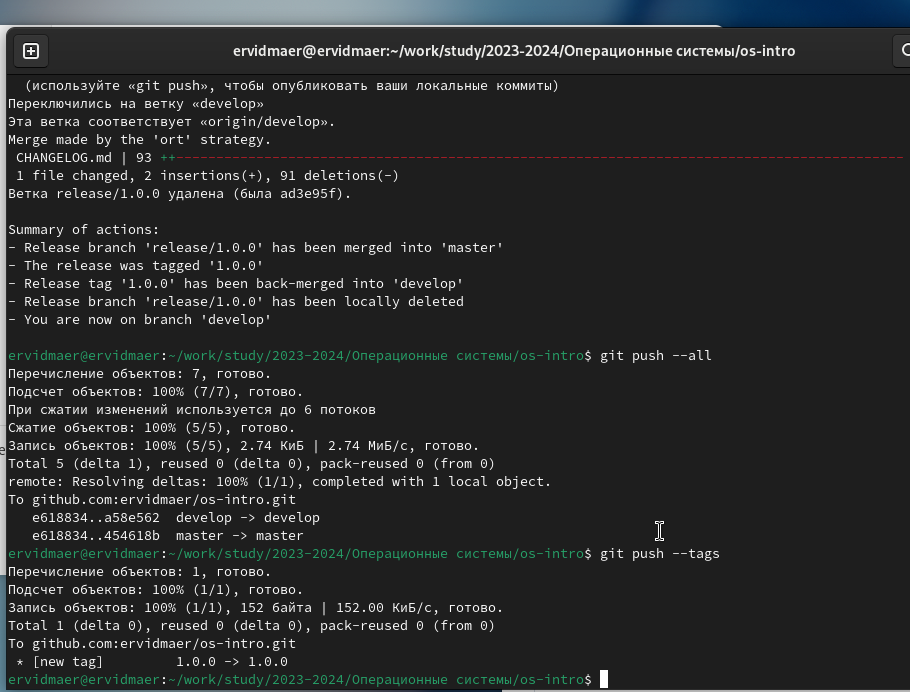 ervidmaer@ervidmaer:~/work/study/2023-2024/Операционные системы/os-intro
(используйте «git push», чтобы опубликовать ваши локальные коммиты)
Переключились на ветку «develop»
Эта ветка соответствует «origin/develop».
Merge made by the 'ort' strategy.
CHANGELOG.md | 93 ++---------------------------------------------------------------------------------------------
1 file changed, 2 insertions(+), 91 deletions(-)
Ветка release/1.0.0 удалена (была ad3e95f).
Summary of actions:
- Release branch 'release/1.0.0' has been merged into 'master'
- The release was tagged '1.0.0'
- Release tag '1.0.0' has been back-merged into 'develop'
- Release branch 'release/1.0.0' has been locally deleted
- You are now on branch 'develop'
ervidmaer@ervidmaer:~/work/study/2023-2024/Операционные системы/os-intro$ git push --all
Перечисление объектов: 7, готово.
Подсчет объектов: 100% (7/7), готово.
При сжатии изменений используется до 6 потоков
Сжатие объектов: 100% (5/5), готово.
Запись объектов: 100% (5/5), 2.74 КиБ | 2.74 МиБ/с, готово.
Total 5 (delta 1), reused 0 (delta 0), pack-reused 0 (from 0)
remote: Resolving deltas: 100% (1/1), completed with 1 local object.
To github.com:ervidmaer/os-intro.git
e618834..a58e562  develop -> develop
e618834..454618b  master -> master
ervidmaer@ervidmaer:~/work/study/2023-2024/Операционные системы/os-intro$ git push --tags
Перечисление объектов: 1, готово.
Подсчет объектов: 100% (1/1), готово.
Запись объектов: 100% (1/1), 152 байта | 152.00 КиБ/с, готово.
Total 1 (delta 0), reused 0 (delta 0), pack-reused 0 (from 0)
To github.com:ervidmaer/os-intro.git
* [new tag]         1.0.0 -> 1.0.0
ervidmaer@ervidmaer:~/work/study/2023-2024/Операционные системы/os-intro$